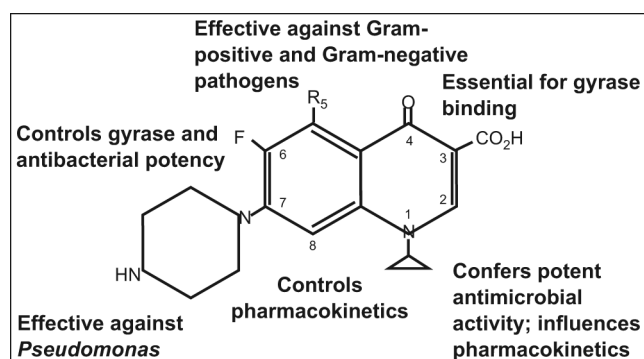 Effective against Gram-
positive and Gram-negative
pathogens
Essential for gyrase
binding
Controls gyrase and
antibacterial potency
R5
O
F
CO2H
6
4
3
7
2
8
1
N
N
HN
Controls
pharmacokinetics
Confers potent
antimicrobial
activity; influences
pharmacokinetics
Effective against
Pseudomonas